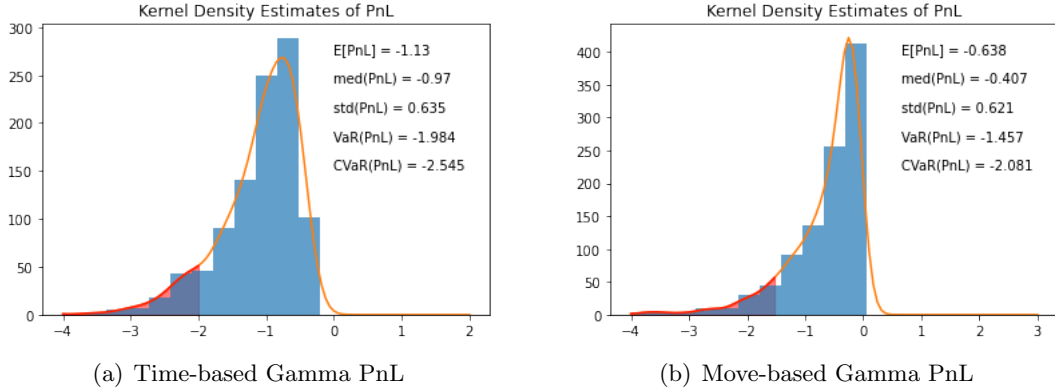 Kernel Density Estimates of PnL
300
250
200
150
100
50
0
-4 -3 -2 -1 0 1 2
E[PnL] = -1.13
med(PnL) = -0.97
std(PnL) = 0.635
VaR(PnL) = -1.984
CVaR(PnL) = -2.545
(a) Time-based Gamma PnL
Kernel Density Estimates of PnL
400
350
300
250
200
150
100
50
0
-4 -3 -2 -1 0 1 2 3
E[PnL] = -0.638
med(PnL) = -0.407
std(PnL) = 0.621
VaR(PnL) = -1.457
CVaR(PnL) = -2.081
(b) Move-based Gamma PnL